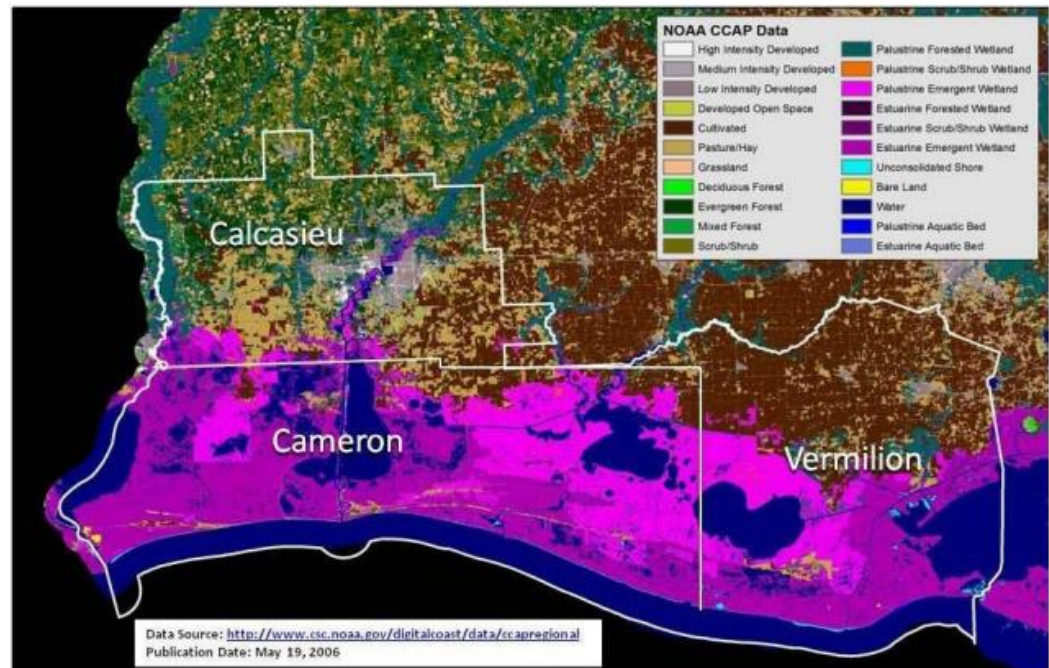 NOAA CCAP Data
High Intensity Developed
Medium Intensity Developed
Low Intensity Developed
Developed Open Space
Cultivated
Pasture/Hay
Grassland
Deciduous Forest
Evergreen Forest
Mixed Forest
Scrub/Shrub
Palustrine Forested Wetland
Palustrine Scrub/Shrub Wetland
Palustrine Emergent Wetland
Estuarine Forested Wetland
Estuarine Scrub/Shrub Wetland
Estuarine Emergent Wetland
Unconsolidated Shore
Bare Land
Water
Palustrine Aquatic Bed
Estuarine Aquatic Bed
Calcasieu
Cameron
Vermilion
Data Source: http://www.csc.noaa.gov/digitalcoast/data/ccapregional
Publication Date: May 19, 2006